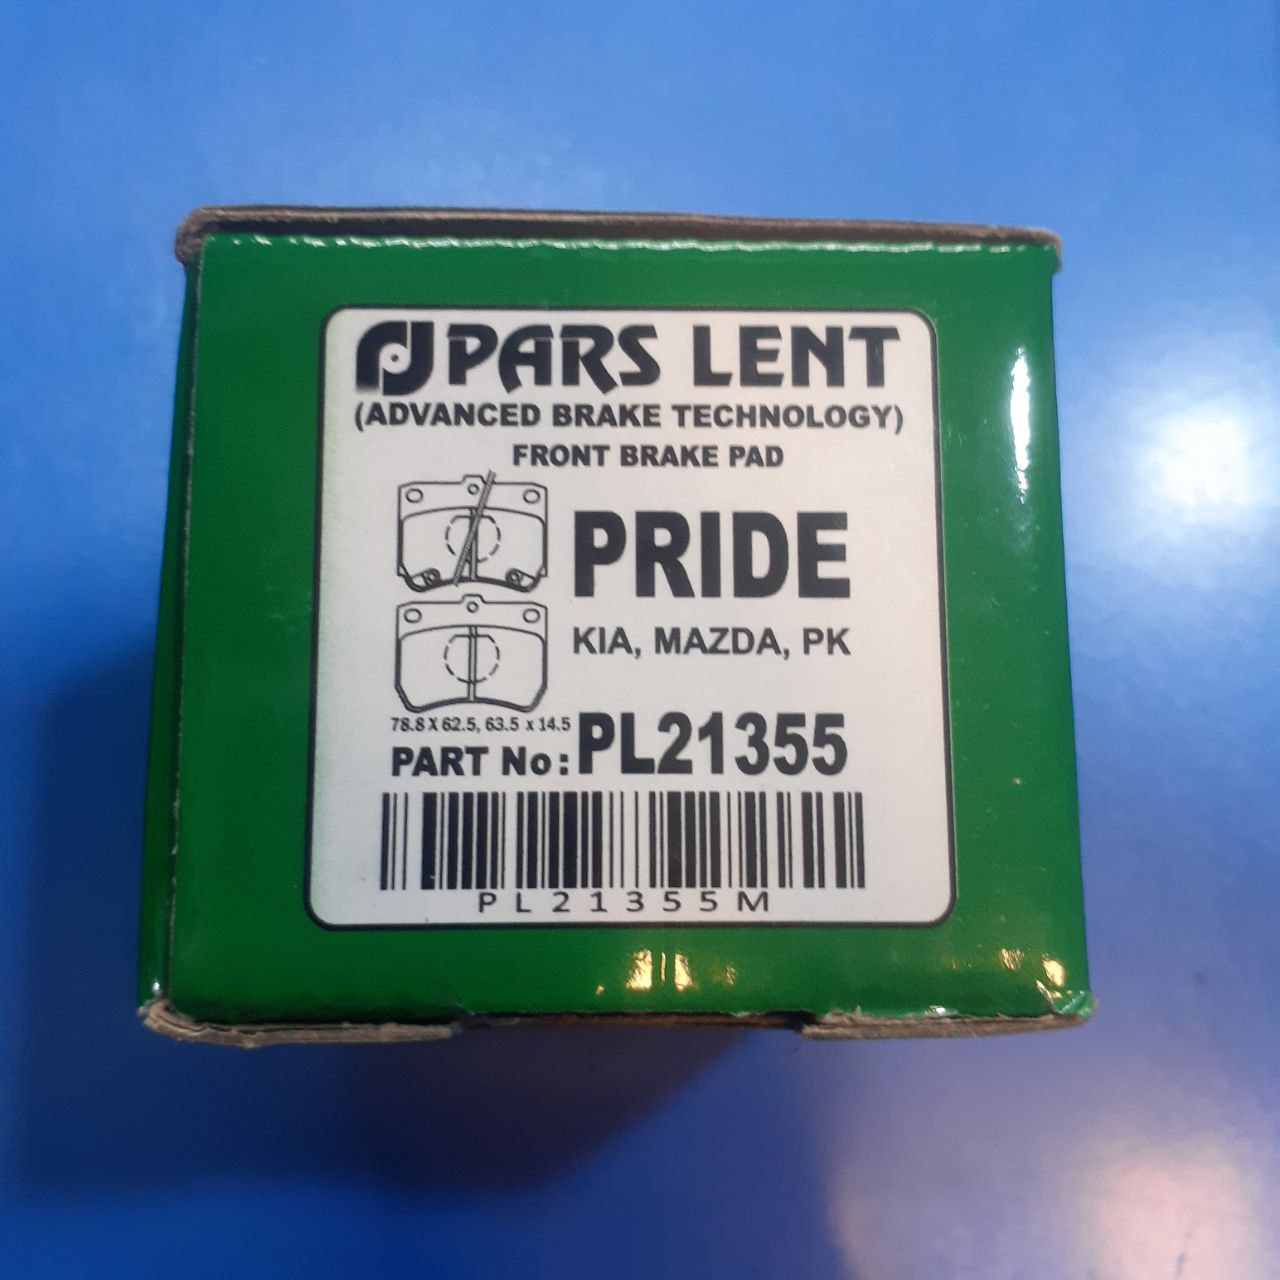 PARS LENT
(ADVANCED BRAKE TECHNOLOGY)
FRONT BRAKE PAD
PRIDE
KIA, MAZDA, PK
78.8 X 62.5, 63.5 x 14.5
PART No: PL21355
PL21355M